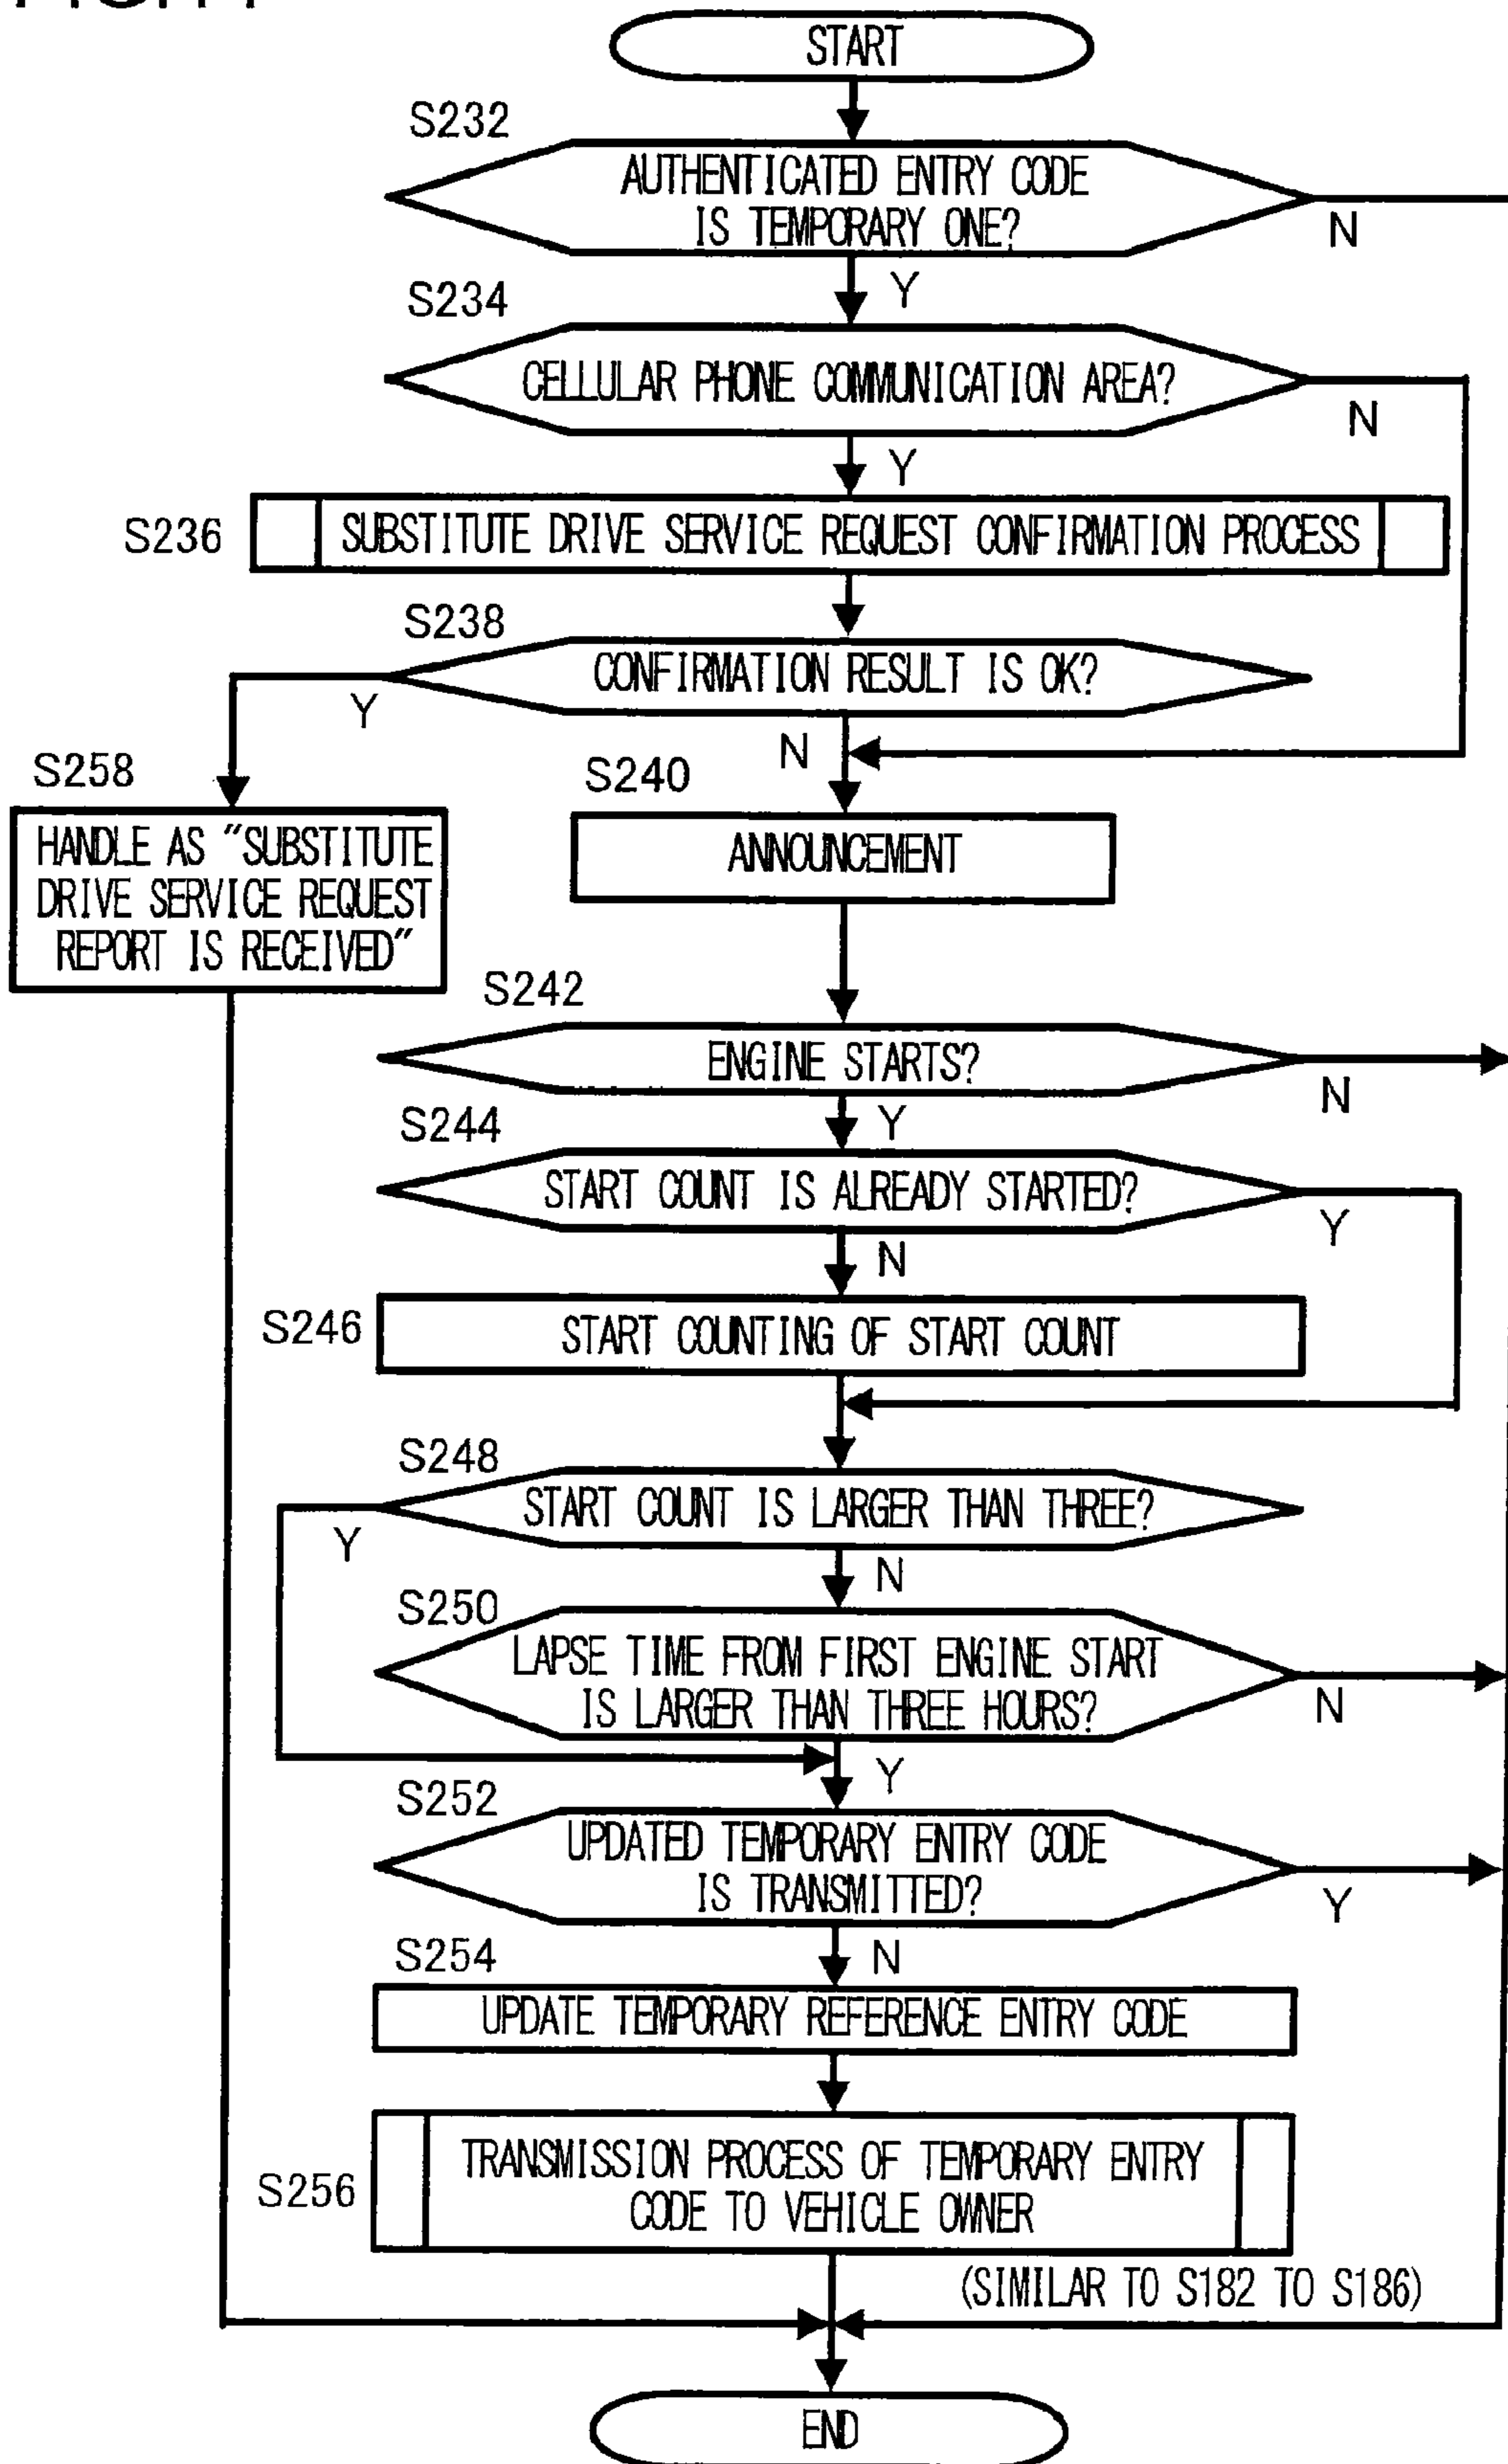 START
S232
AUTHENTICATED ENTRY CODE
IS TEMPORARY ONE?
N
Y
S234
CELLULAR PHONE COMMUNICATION AREA?
N
Y
S236
SUBSTITUTE DRIVE SERVICE REQUEST CONFIRMATION PROCESS
S238
CONFIRMATION RESULT IS OK?
Y
N
S258
HANDLE AS "SUBSTITUTE
DRIVE SERVICE REQUEST
REPORT IS RECEIVED"
S240
ANNOUNCEMENT
S242
ENGINE STARTS?
N
Y
S244
START COUNT IS ALREADY STARTED?
Y
N
S246
START COUNTING OF START COUNT
S248
START COUNT IS LARGER THAN THREE?
Y
N
S250
LAPSE TIME FROM FIRST ENGINE START
IS LARGER THAN THREE HOURS?
N
Y
S252
UPDATED TEMPORARY ENTRY CODE
IS TRANSMITTED?
Y
N
S254
UPDATE TEMPORARY REFERENCE ENTRY CODE
S256
TRANSMISSION PROCESS OF TEMPORARY ENTRY
CODE TO VEHICLE OWNER
(SIMILAR TO S182 TO S186)
END